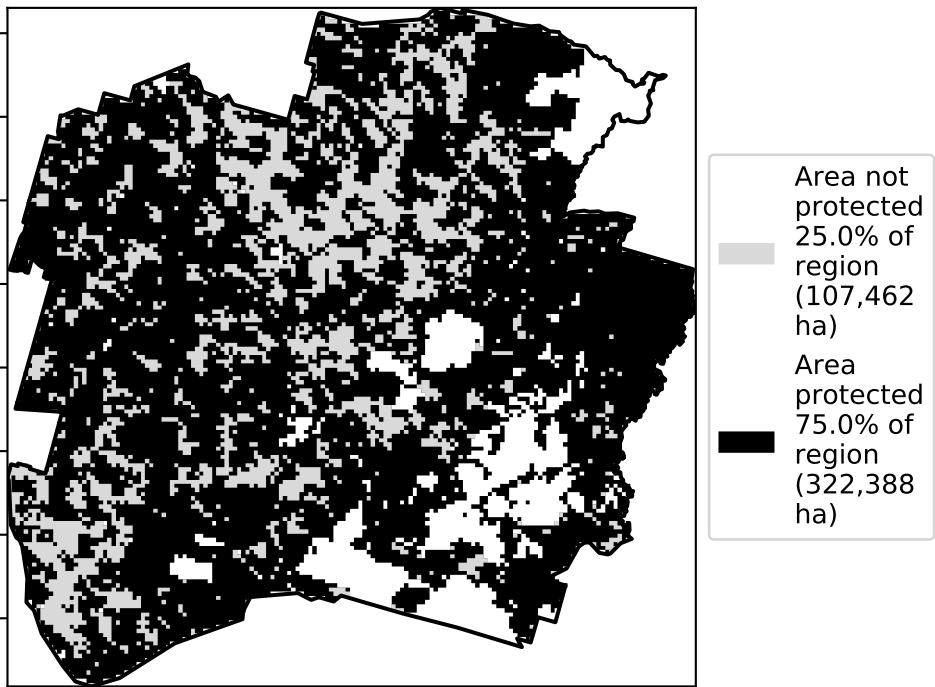 Area not
protected
25.0% of
region
(107,462
ha)
Area
protected
75.0% of
region
(322,388
ha)